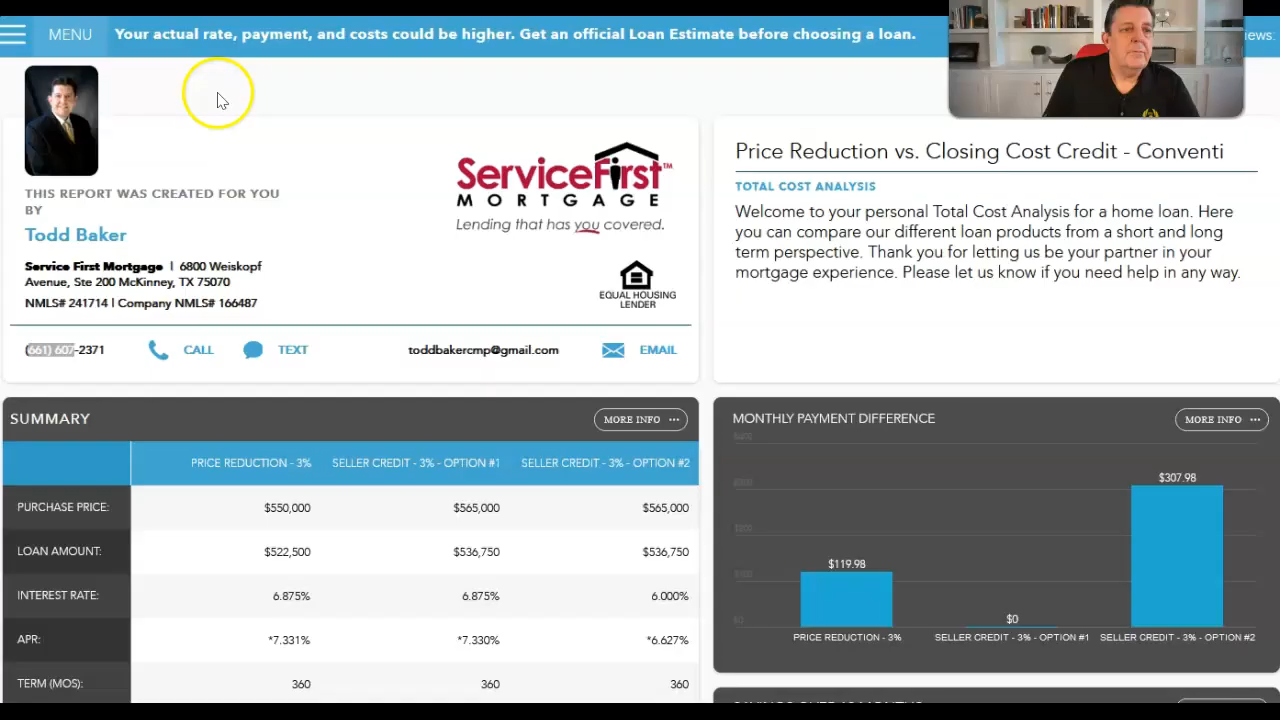 MENU
Your actual rate, payment, and costs could be higher. Get an official Loan Estimate before choosing a loan.
iews:
THIS REPORT WAS CREATED FOR YOU
BY
Todd Baker
Service First Mortgage | 6800 Weiskopf
Avenue, Ste 200 McKinney, TX 75070
NMLS# 241714 | Company NMLS# 166487
(661) 607-2371
CALL
TEXT
toddbakercmp@gmail.com
EMAIL
ServiceFirst™
MORTGAGE
Lending that has you covered.
EQUAL HOUSING
LENDER
Price Reduction vs. Closing Cost Credit - Conventi
TOTAL COST ANALYSIS
Welcome to your personal Total Cost Analysis for a home loan. Here
you can compare our different loan products from a short and long
term perspective. Thank you for letting us be your partner in your
mortgage experience. Please let us know if you need help in any way.
SUMMARY
MORE INFO ...
PRICE REDUCTION - 3% SELLER CREDIT - 3% - OPTION #1 SELLER CREDIT - 3% - OPTION #2
PURCHASE PRICE: $550,000 $565,000 $565,000
LOAN AMOUNT: $522,500 $536,750 $536,750
INTEREST RATE: 6.875% 6.875% 6.000%
APR: *7.331% *7.330% *6.627%
TERM (MOS): 360 360 360
MONTHLY PAYMENT DIFFERENCE
MORE INFO ...
$400
$300
$200
$100
$0
$119.98
$0
$307.98
PRICE REDUCTION - 3%
SELLER CREDIT - 3% - OPTION #1
SELLER CREDIT - 3% - OPTION #2